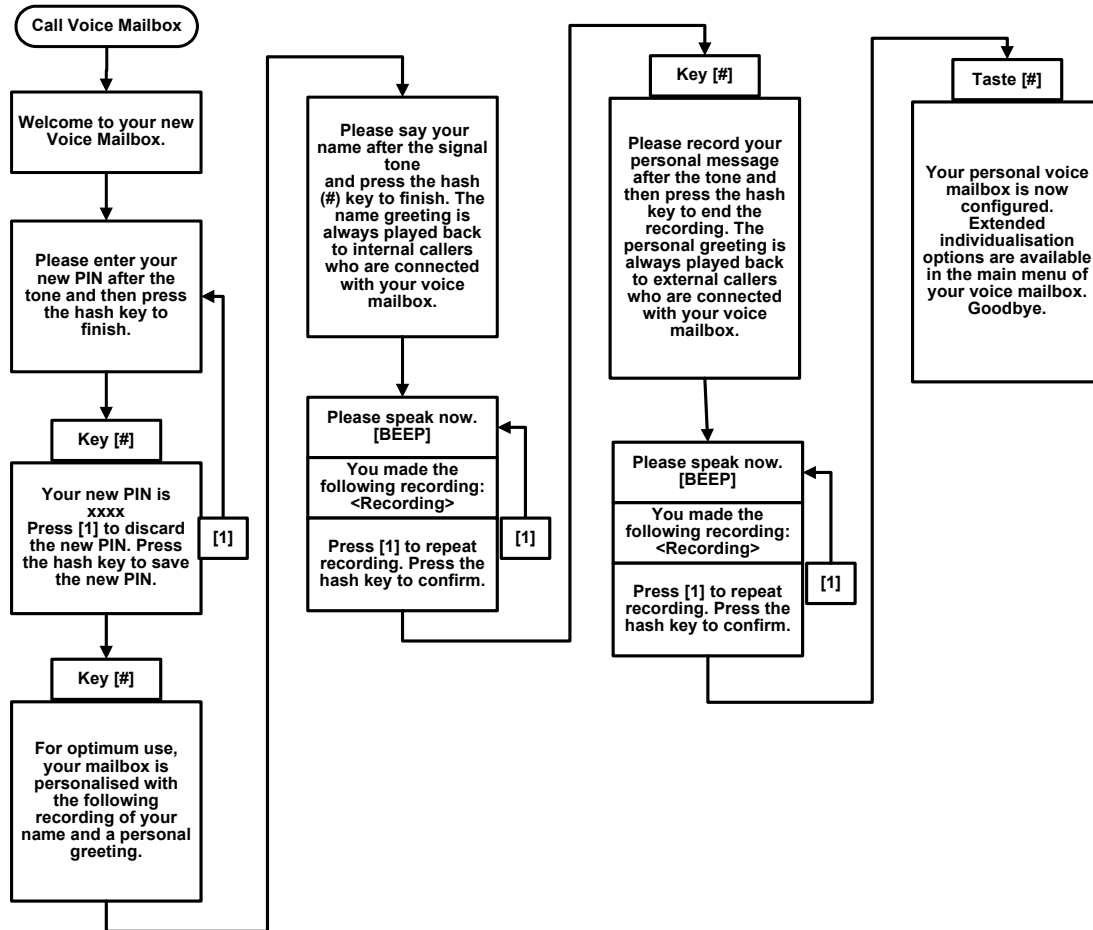 Call Voice Mailbox
Welcome to your new
Voice Mailbox.
Please enter your
new PIN after the
tone and then press
the hash key to
finish.
Key [#]
Your new PIN is
xxxx
Press [1] to discard
the new PIN. Press
the hash key to save
the new PIN.
[1]
Key [#]
For optimum use,
your mailbox is
personalised with
the following
recording of your
name and a personal
greeting.
Please say your
name after the signal
tone
and press the hash
(#) key to finish. The
name greeting is
always played back
to internal callers
who are connected
with your voice
mailbox.
Please speak now.
[BEEP]
You made the
following recording:
<Recording>
Press [1] to repeat
recording. Press the
hash key to confirm.
[1]
Key [#]
Please record your
personal message
after the tone and
then press the hash
key to end the
recording. The
personal greeting is
always played back
to external callers
who are connected
with your voice
mailbox.
Please speak now.
[BEEP]
You made the
following recording:
<Recording>
Press [1] to repeat
recording. Press the
hash key to confirm.
[1]
Taste [#]
Your personal voice
mailbox is now
configured.
Extended
individualisation
options are available
in the main menu of
your voice mailbox.
Goodbye.